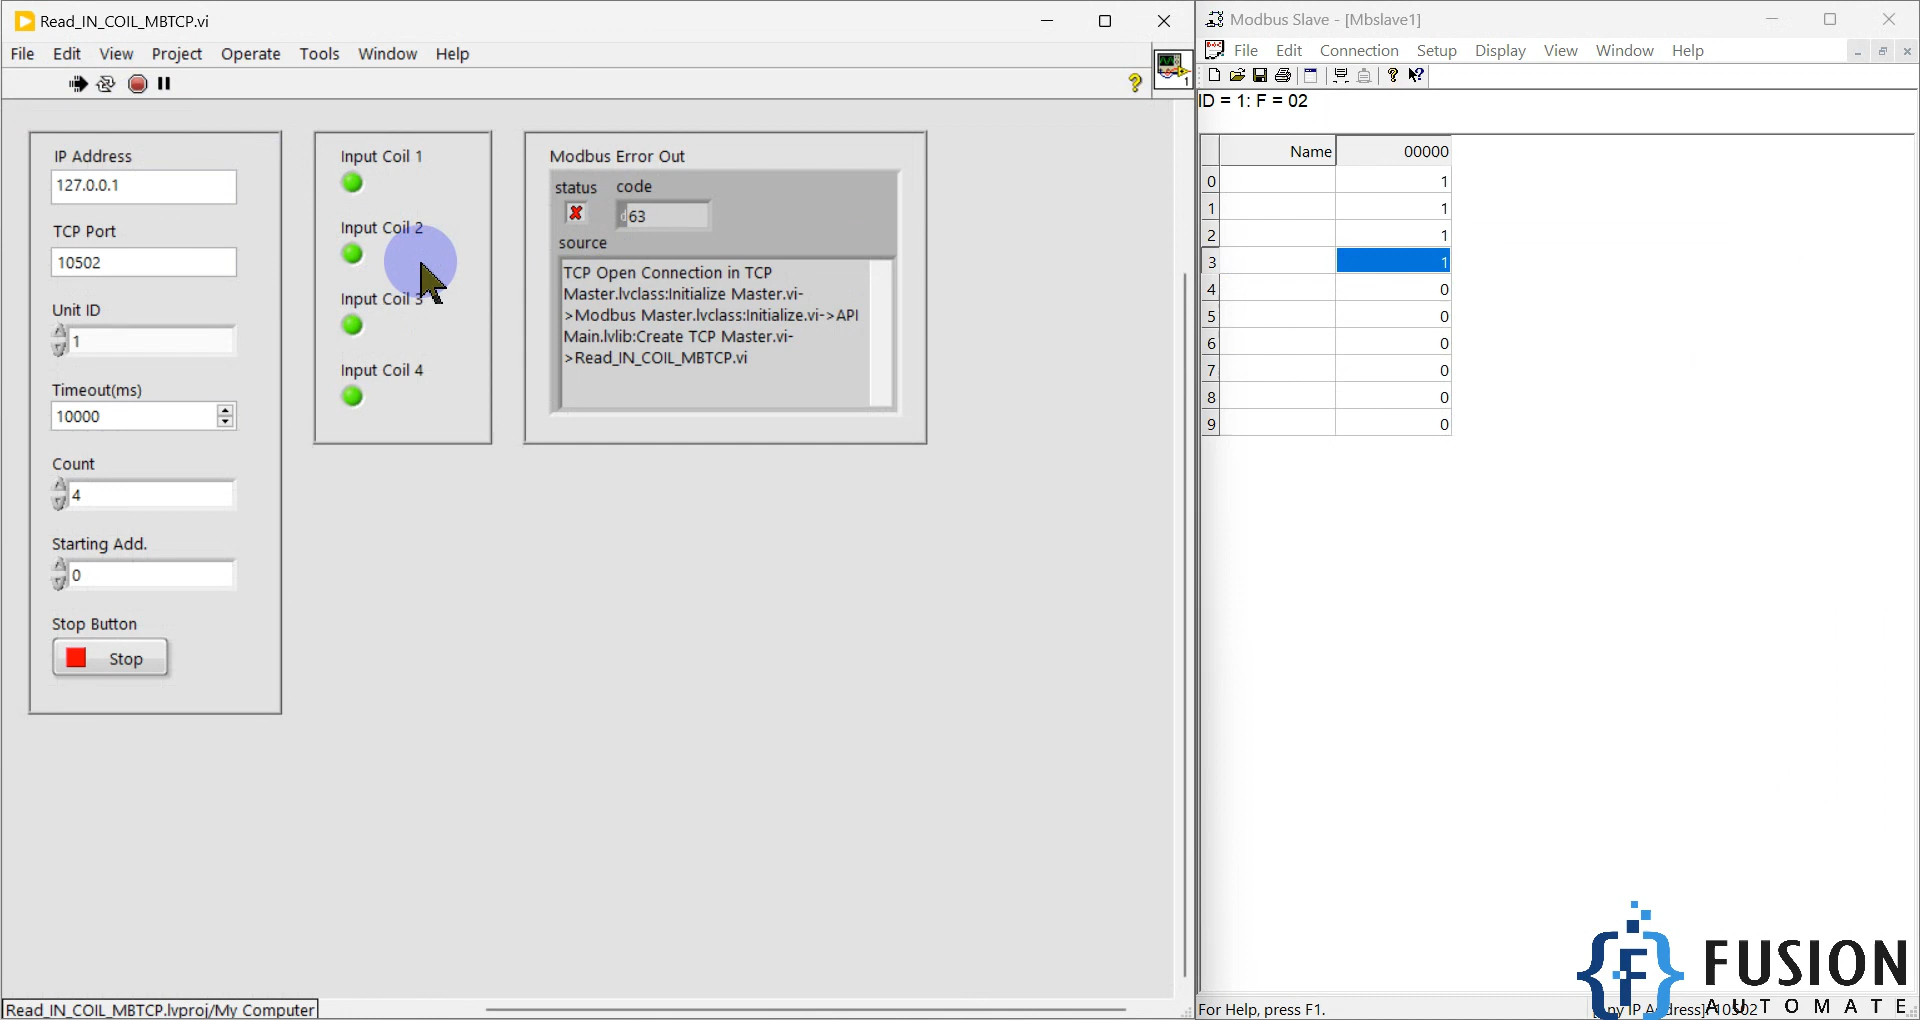 Read_IN_COIL_MBTCP.vi
File Edit View Project Operate Tools Window Help
1
IP Address
127.0.0.1
TCP Port
10502
Unit ID
1
Timeout(ms)
10000
Count
4
Starting Add.
0
Stop Button
Stop
Input Coil 1
Input Coil 2
Input Coil 3
Input Coil 4
Modbus Error Out
status code
d 63
source
TCP Open Connection in TCP
Master.lvclass:Initialize Master.vi-
>Modbus Master.lvclass:Initialize.vi->API
Main.lvlib:Create TCP Master.vi-
>Read_IN_COIL_MBTCP.vi
Read_IN_COIL_MBTCP.lvproj/My Computer
Modbus Slave - [Mbslave1]
File Edit Connection Setup Display View Window Help
ID = 1: F = 02
Name 00000
0 1
1 1
2 1
3 1
4 0
5 0
6 0
7 0
8 0
9 0
For Help, press F1.
10502
F FUSION
AUTOMATE